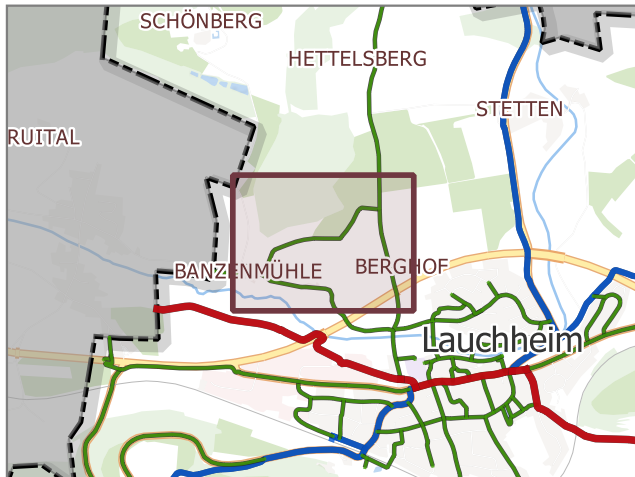 SCHÖNBERG
HETTELSBERG
STETTEN
RUITAL
BANZENMÜHLE
BERGHOF
Lauchheim